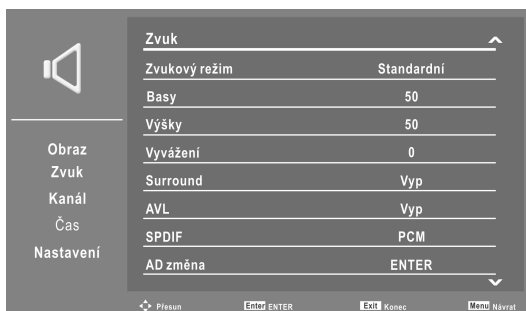 Obraz
Zvuk
Kanál
Čas
Nastavení
Zvuk
Zvukový režim Standardní
Basy 50
Výšky 50
Vyvážení 0
Surround Vyp
AVL Vyp
SPDIF PCM
AD změna ENTER
Přesun Enter ENTER Exit Konec Menu Návrat